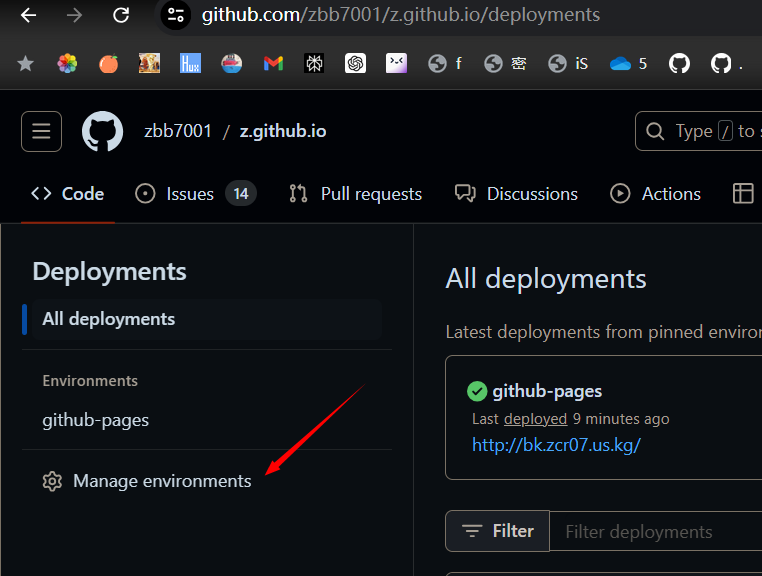 github.com/zbb7001/z.github.io/deployments
Hux
f
密
iS
5
.
zbb7001 / z.github.io
Type / to
Code
Issues 14
Pull requests
Discussions
Actions
Deployments
All deployments
Environments
github-pages
Manage environments
All deployments
Latest deployments from pinned
github-pages
Last deployed 9 minutes ago
http://bk.zcr07.us.kg/
Filter
Filter deployments